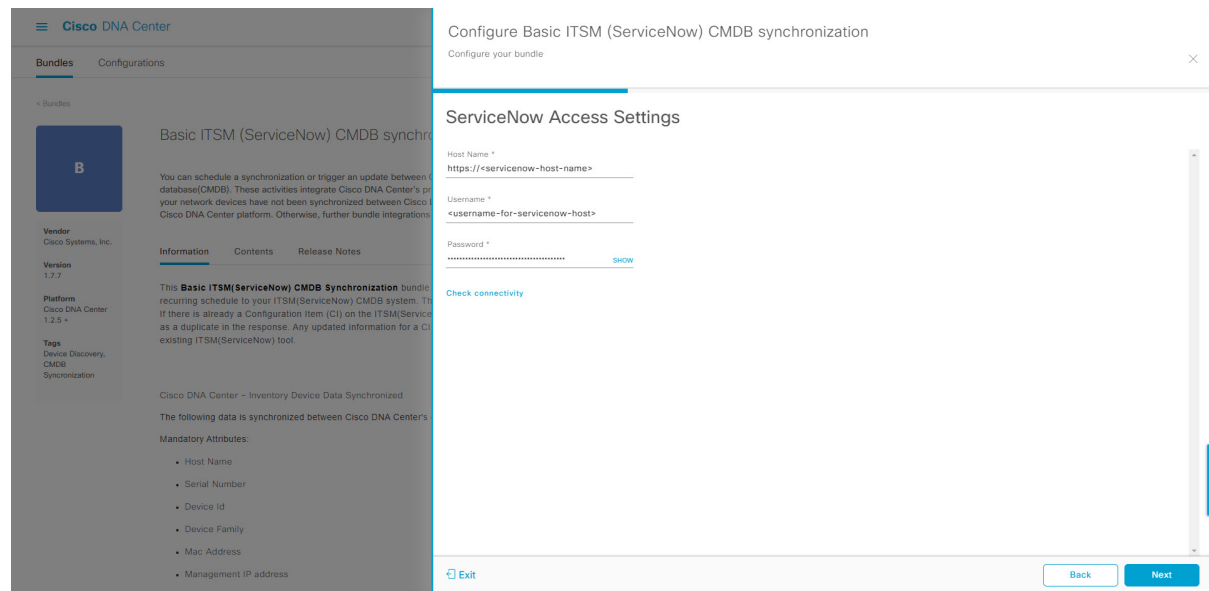 Cisco DNA Center
Bundles Configurations
< Bundles
B
Vendor
Cisco Systems, Inc.
Version
1.7.7
Platform
Cisco DNA Center
1.2.5 +
Tags
Device Discovery,
CMDB
Syncronization
Basic ITSM (ServiceNow) CMDB synchro
You can schedule a synchronization or trigger an update between
database(CMDB). These activities integrate Cisco DNA Center's pr
your network devices have not been synchronized between Cisco
Cisco DNA Center platform. Otherwise, further bundle integrations
Information Contents Release Notes
This Basic ITSM(ServiceNow) CMDB Synchronization bundle
recurring schedule to your ITSM(ServiceNow) CMDB system. Th
If there is already a Configuration Item (CI) on the ITSM(Service
as a duplicate in the response. Any updated information for a CI
existing ITSM(ServiceNow) tool.
Cisco DNA Center – Inventory Device Data Synchronized
The following data is synchronized between Cisco DNA Center's
Mandatory Attributes:
• Host Name
• Serial Number
• Device Id
• Device Family
• Mac Address
• Management IP address
Configure Basic ITSM (ServiceNow) CMDB synchronization
Configure your bundle
ServiceNow Access Settings
Host Name *
https://<servicenow-host-name>
Username *
<username-for-servicenow-host>
Password *
SHOW
Check connectivity
Exit
Back Next